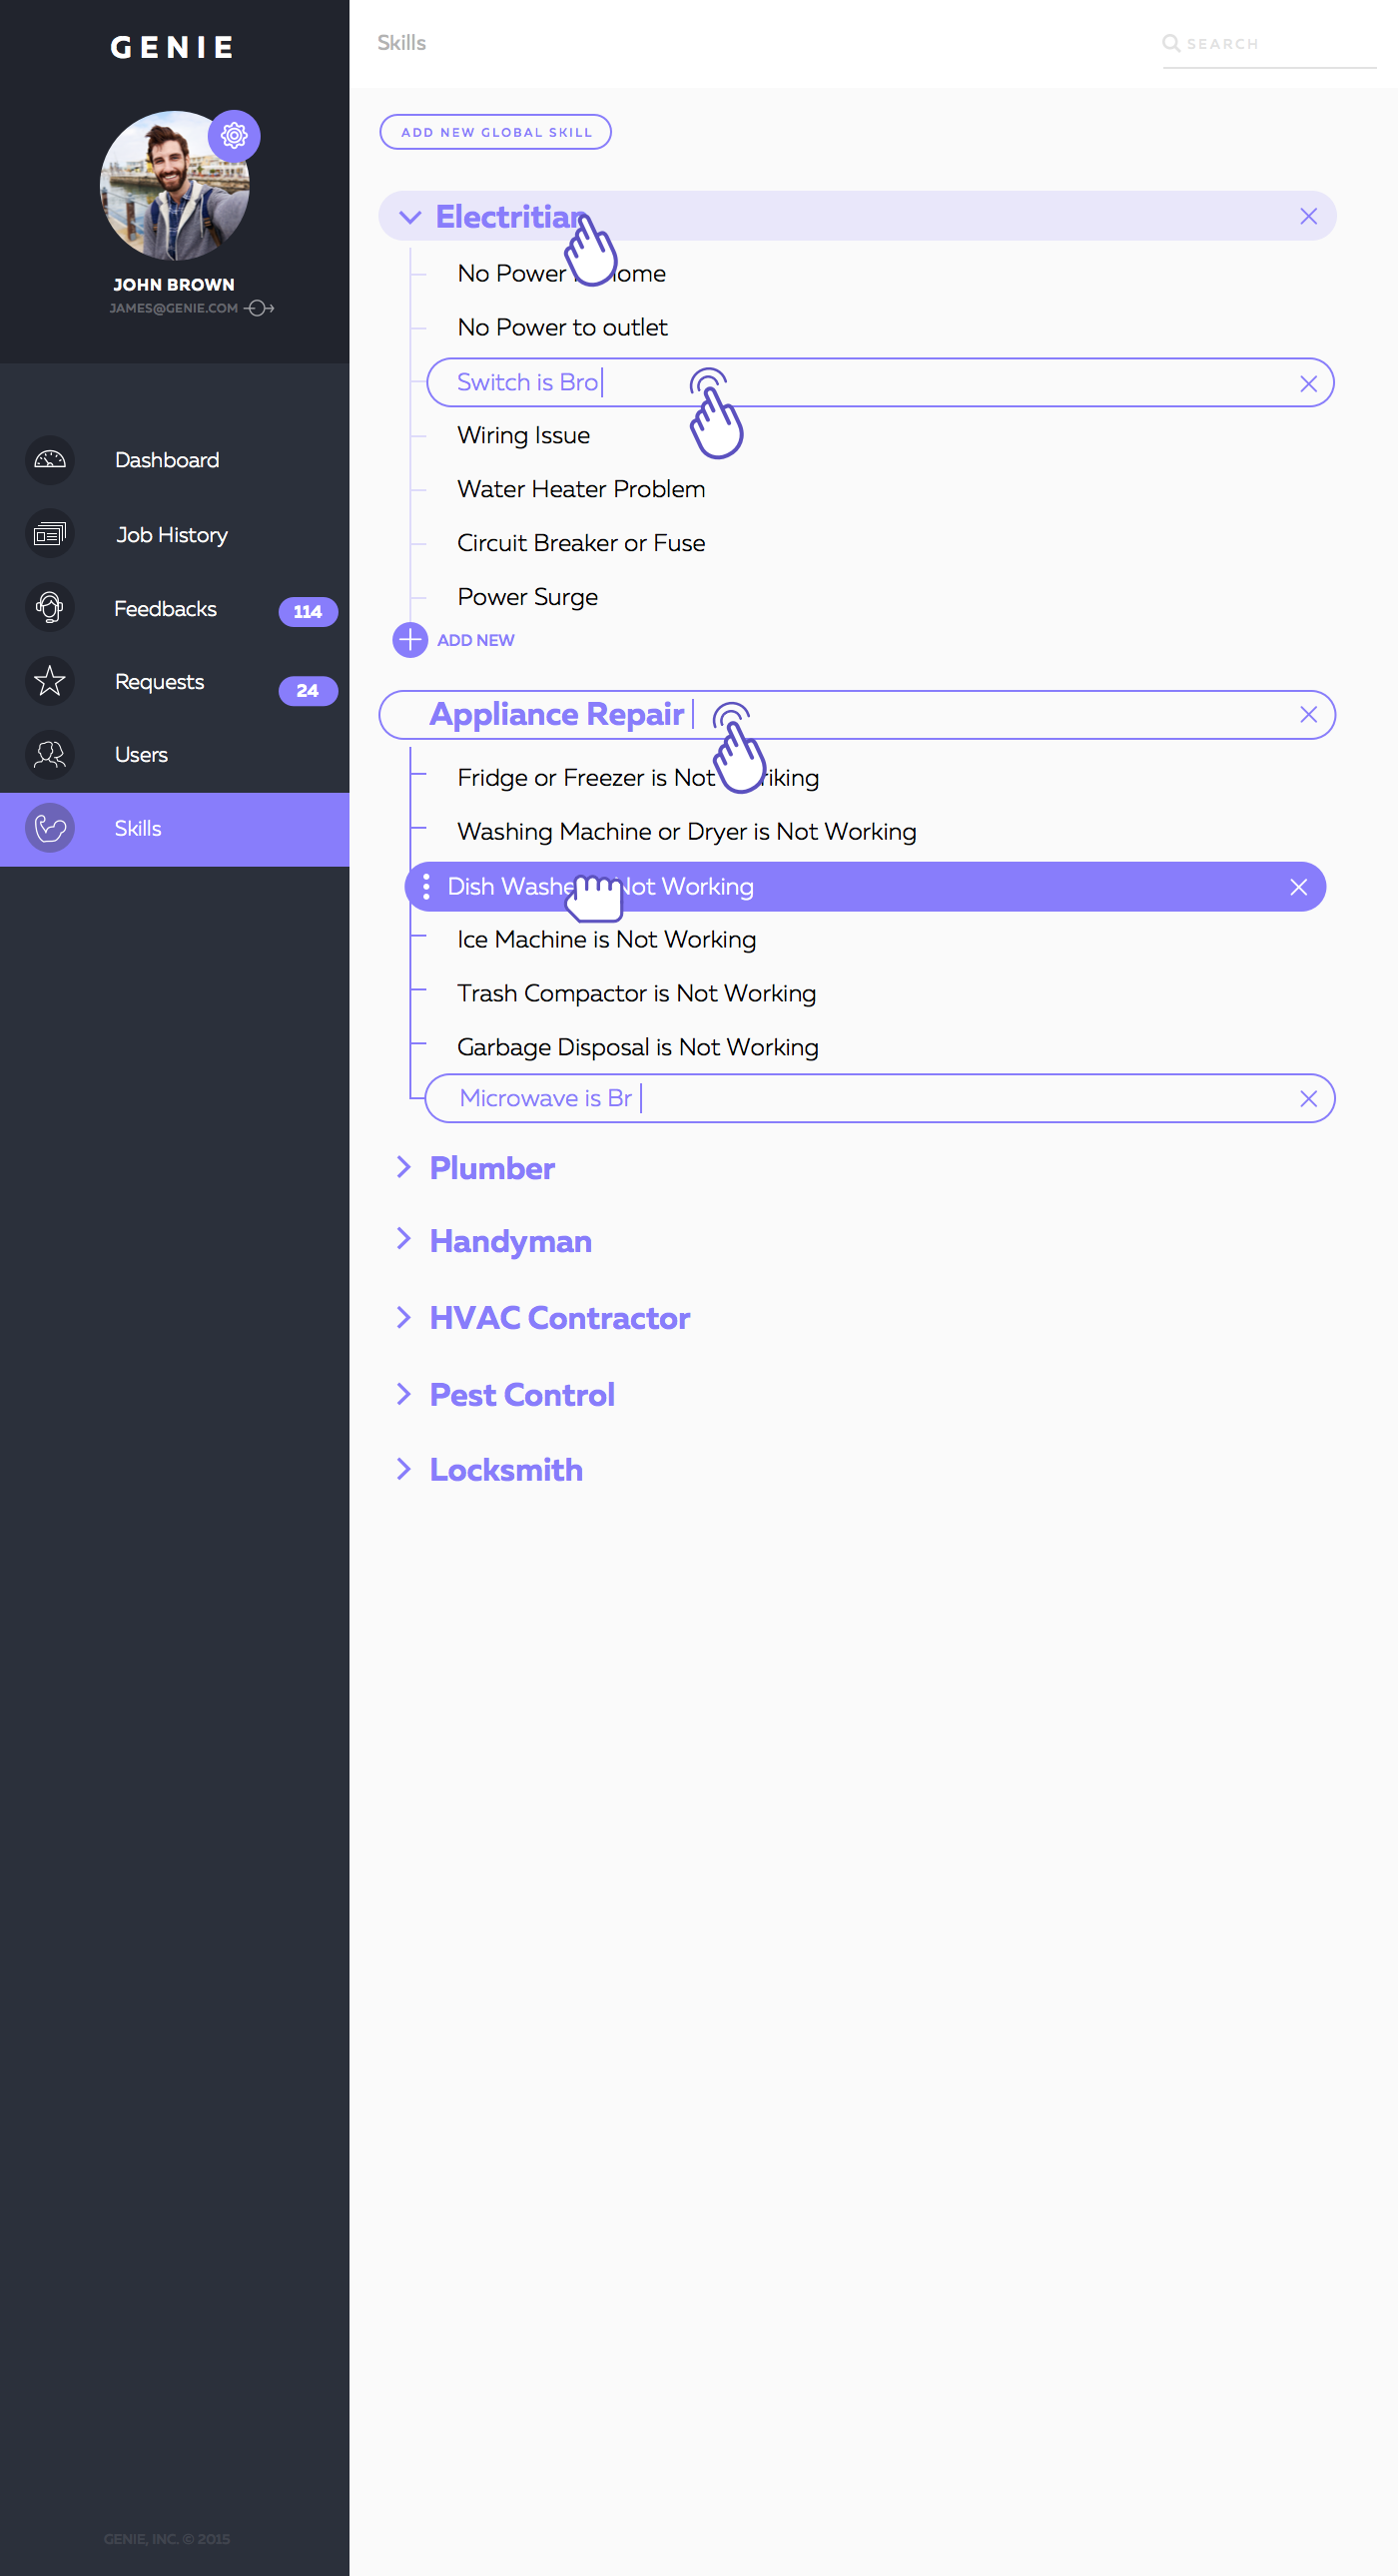 GENIE
JOHN BROWN
JAMES@GENIE.COM
Dashboard
Job History
Feedbacks 114
Requests 24
Users
Skills
GENIE, INC. © 2015
Skills
SEARCH
ADD NEW GLOBAL SKILL
Electritian
No Power ome
No Power to outlet
Switch is Bro
Wiring Issue
Water Heater Problem
Circuit Breaker or Fuse
Power Surge
ADD NEW
Appliance Repair
Fridge or Freezer is Not riking
Washing Machine or Dryer is Not Working
Dish Washe Not Working
Ice Machine is Not Working
Trash Compactor is Not Working
Garbage Disposal is Not Working
Microwave is Br
Plumber
Handyman
HVAC Contractor
Pest Control
Locksmith